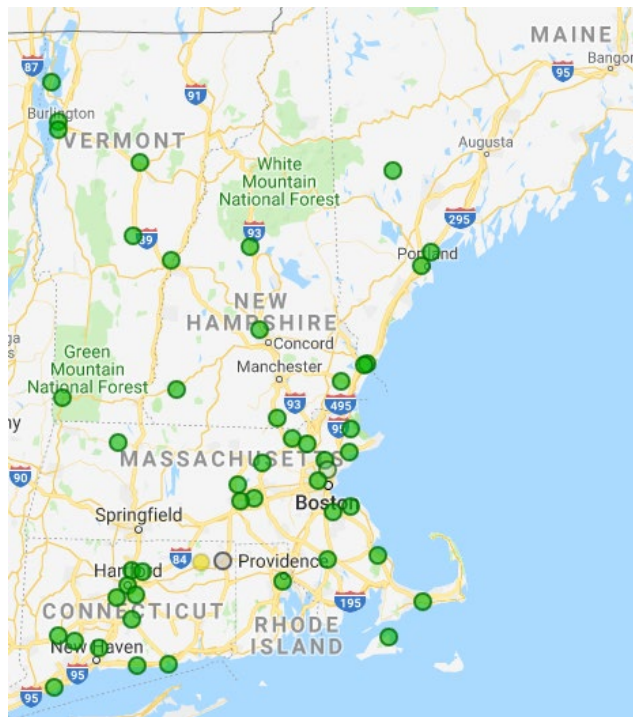 MAINE
Bangor
87
95
91
Burlington
VERMONT
Augusta
White
Mountain
National Forest
295
93
89
Portland
NEW
HAMPSHIRE
Concord
Green
Mountain
National Forest
Manchester
93
495
95
MASSACHUSETTS
90
Boston
Springfield
84
Providence
Hartford
CONNECTICUT
195
RHODE
ISLAND
New Haven
95
95